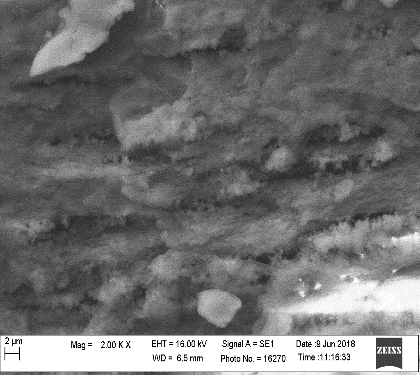 2 µm
Mag = 2.00 K X
EHT = 16.00 kV
Signal A = SE1
Date :9 Jun 2018
WD = 6.5 mm
Photo No. = 16270
Time :11:16:33
ZEISS